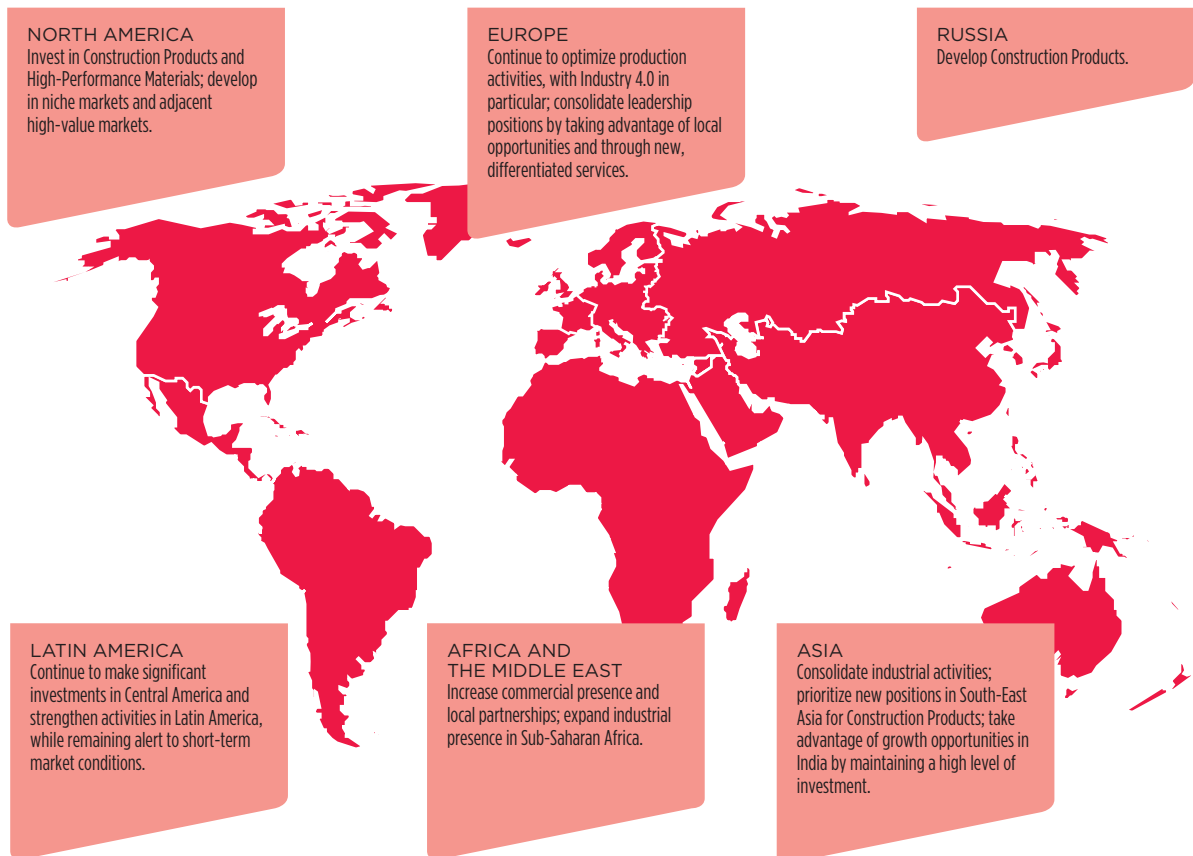 NORTH AMERICA
Invest in Construction Products and
High-Performance Materials; develop
in niche markets and adjacent
high-value markets.
EUROPE
Continue to optimize production
activities, with Industry 4.0 in
particular; consolidate leadership
positions by taking advantage of local
opportunities and through new,
differentiated services.
RUSSIA
Develop Construction Products.
LATIN AMERICA
Continue to make significant
investments in Central America and
strengthen activities in Latin America,
while remaining alert to short-term
market conditions.
AFRICA AND
THE MIDDLE EAST
Increase commercial presence and
local partnerships; expand industrial
presence in Sub-Saharan Africa.
ASIA
Consolidate industrial activities;
prioritize new positions in South-East
Asia for Construction Products; take
advantage of growth opportunities in
India by maintaining a high level of
investment.